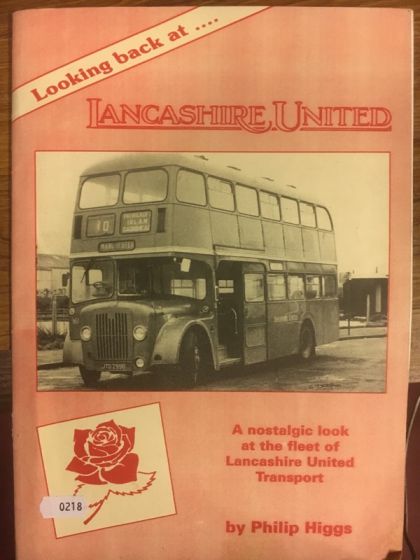 Looking back at ....
LANCASHIRE UNITED
10
A nostalgic look
at the fleet of
Lancashire United
Transport
0218
by Philip Higgs